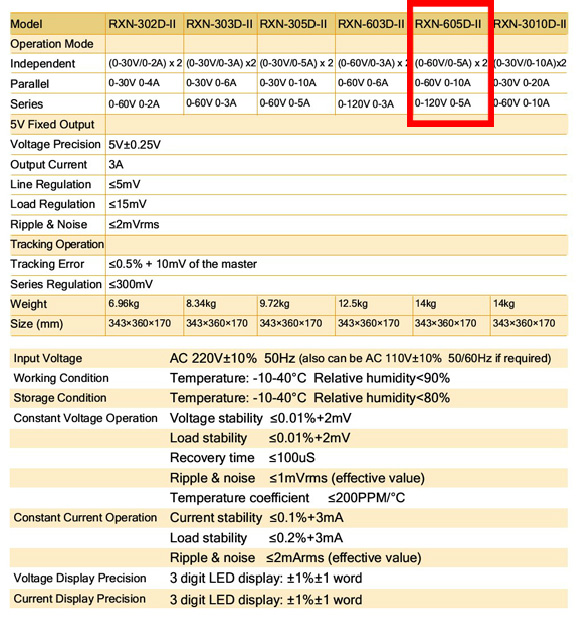 Model RXN-302D-II RXN-303D-II RXN-305D-II RXN-603D-II RXN-605D-II RXN-3010D-II
Operation Mode
Independent (O-30V/0-2A) x 2 (0-30V/0-3A) x2 (0-30V/0-5A) x 2 (0-60V/0-3A) x 2 (0-60V/0-5A) x 2 (0-3OV/0-10A)x2
Parallel 0-30V 0-4A 0-30V 0-6A 0-30V 0-10A 0-60V 0-6A 0-60V 0-10A 0-30V 0-20A
Series 0-60V 0-2A 0-60V 0-3A 0-60V 0-5A 0-120V 0-3A 0-120V 0-5A 0-60V 0-10A
5V Fixed Output
Voltage Precision 5V±0.25V
Output Current 3A
Line Regulation ≤5mV
Load Regulation ≤15mV
Ripple & Noise ≤2mVrms
Tracking Operation
Tracking Error ≤0.5% + 10mV of the master
Series Regulation ≤300mV
Weight 6.96kg 8.34kg 9.72kg 12.5kg 14kg 14kg
Size (mm) 343×360×170 343×360×170 343×360×170 343×360×170 343×360×170 343×360×170
Input Voltage AC 220V±10% 50Hz (also can be AC 110V±10% 50/60Hz if required)
Working Condition Temperature: -10-40°C Relative humidity<90%
Storage Condition Temperature: -10-40°C Relative humidity<80%
Constant Voltage Operation Voltage stability ≤0.01%+2mV
Load stability ≤0.01%+2mV
Recovery time ≤100uS
Ripple & noise ≤1mVrms (effective value)
Temperature coefficient ≤200PPM/°C
Constant Current Operation Current stability ≤0.1%+3mA
Load stability ≤0.2%+3mA
Ripple & noise ≤2mArms (effective value)
Voltage Display Precision 3 digit LED display: ±1%±1 word
Current Display Precision 3 digit LED display: ±1%±1 word